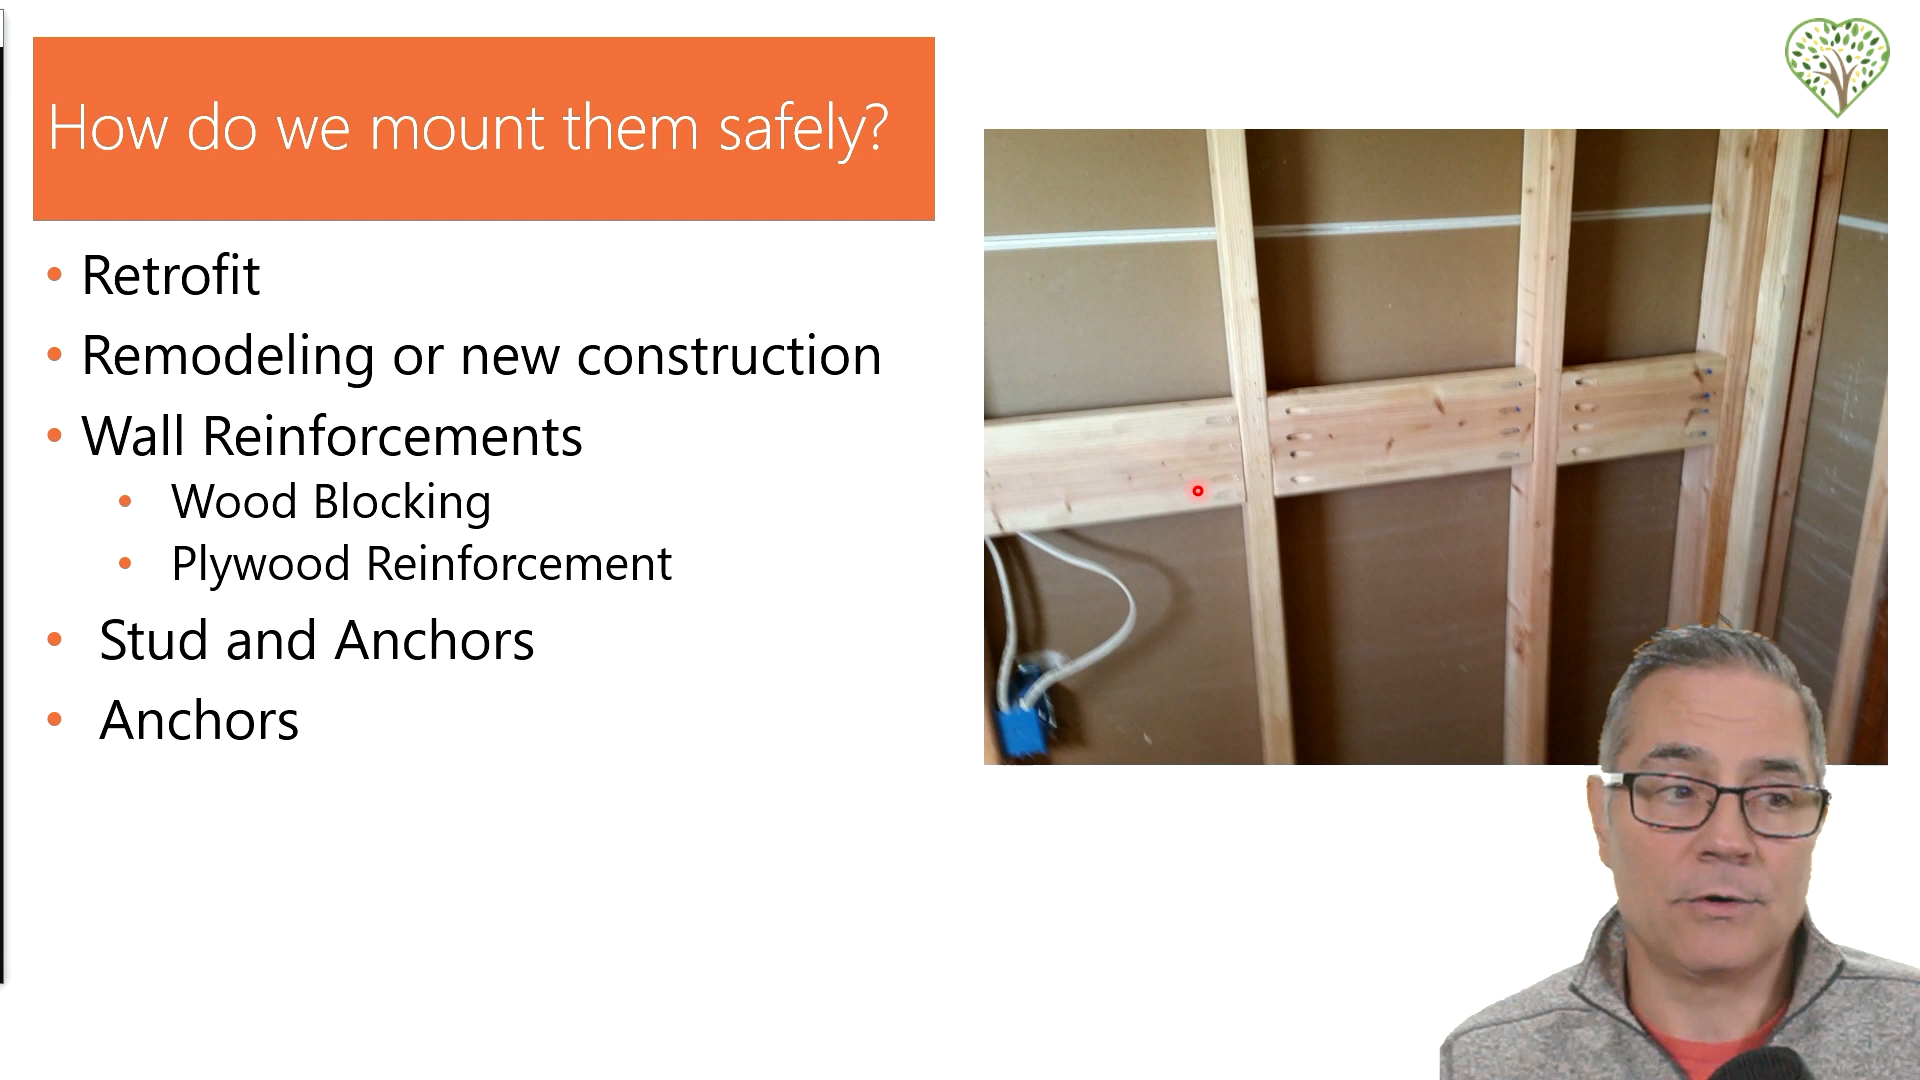 How do we mount them safely?
• Retrofit
• Remodeling or new construction
• Wall Reinforcements
• Wood Blocking
• Plywood Reinforcement
• Stud and Anchors
• Anchors